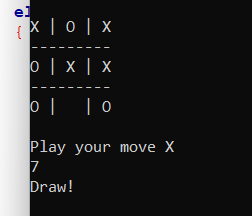 el
{
X | O | X
---------
O | X | X
---------
O |   | O
Play your move X
7
Draw!